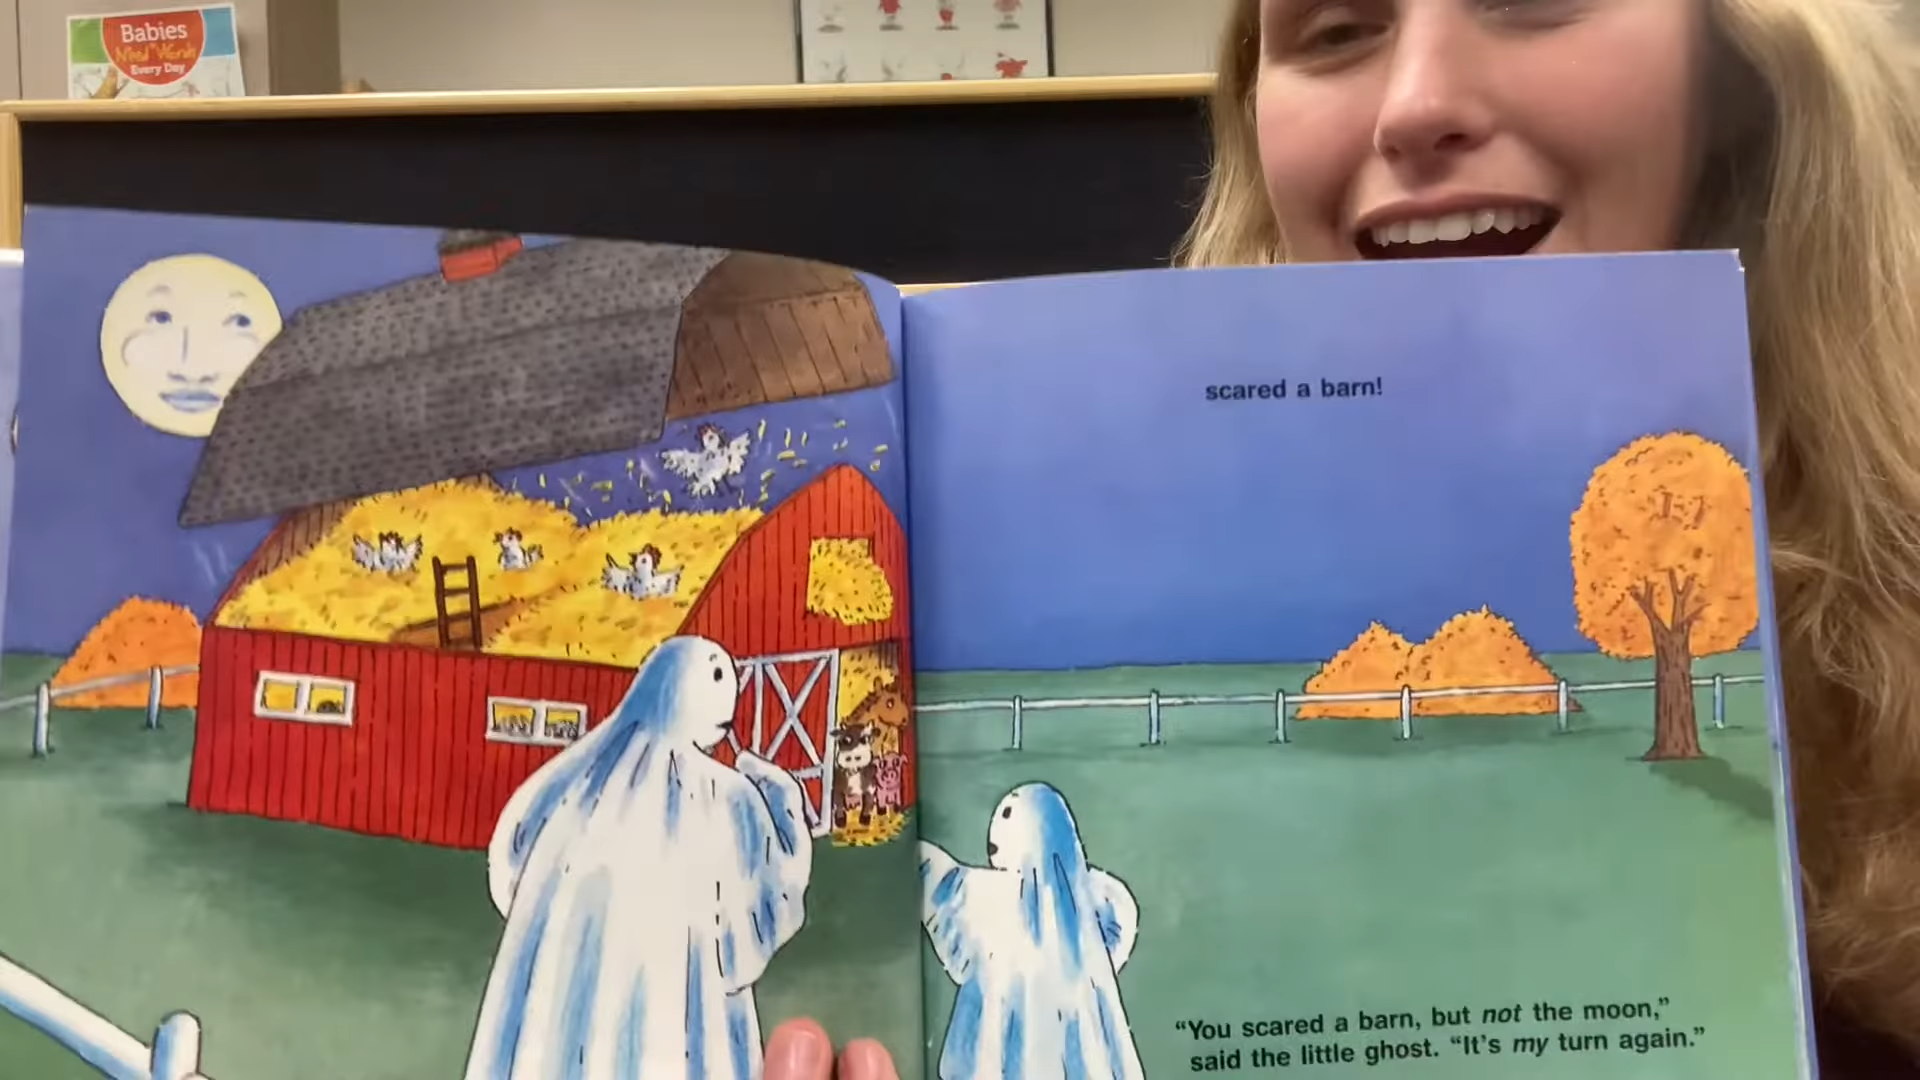 Babies
Need Words
Every Day
scared a barn!
“You scared a barn, but not the moon,”
said the little ghost. “It’s my turn again.”